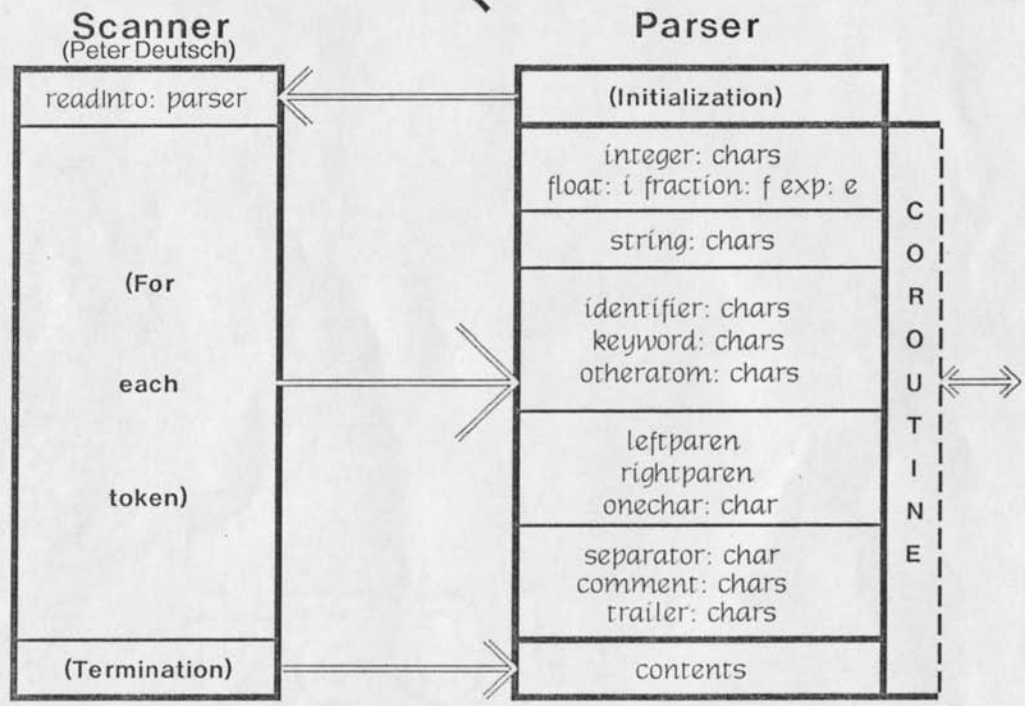 Scanner
(Peter Deutsch)
readInto: parser
(For
each
token)
(Termination)
Parser
(Initialization)
integer: chars
float: i fraction: f exp: e
string: chars
identifier: chars
keyword: chars
otheratom: chars
leftparen
rightparen
onechar: char
separator: char
comment: chars
trailer: chars
contents
COROUTINE